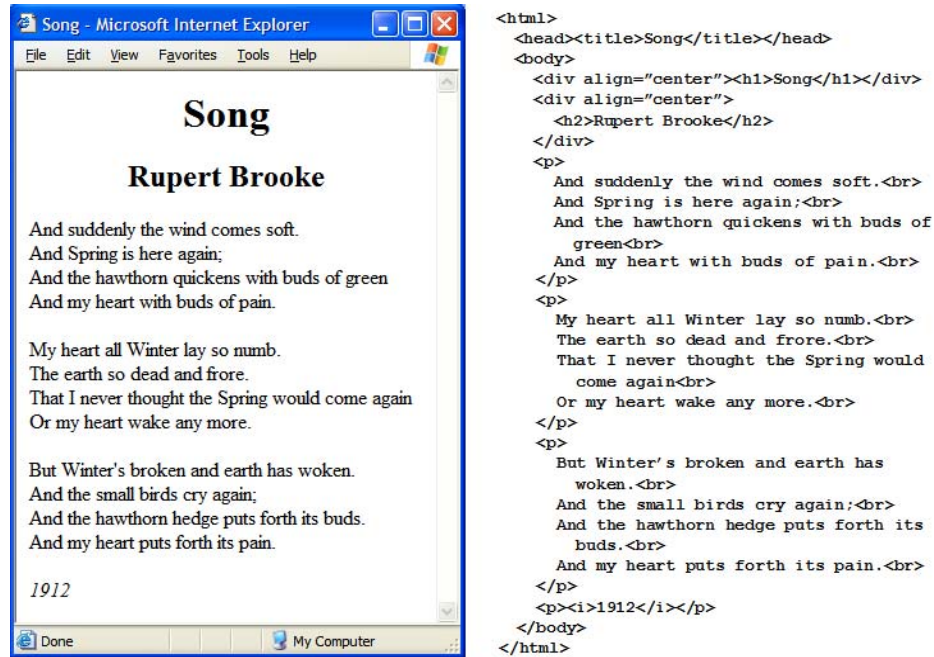 Song - Microsoft Internet Explorer
File Edit View Favorites Tools Help
Song
Rupert Brooke
And suddenly the wind comes soft.
And Spring is here again;
And the hawthorn quickens with buds of green
And my heart with buds of pain.
My heart all Winter lay so numb.
The earth so dead and frore.
That I never thought the Spring would come again
Or my heart wake any more.
But Winter's broken and earth has woken.
And the small birds cry again;
And the hawthorn hedge puts forth its buds.
And my heart puts forth its pain.
1912
Done My Computer
<html>
<head><title>Song</title></head>
<body>
<div align="center"><h1>Song</h1></div>
<div align="center">
<h2>Rupert Brooke</h2>
</div>
<p>
And suddenly the wind comes soft.<br>
And Spring is here again;<br>
And the hawthorn quickens with buds of
green<br>
And my heart with buds of pain.<br>
</p>
<p>
My heart all Winter lay so numb.<br>
The earth so dead and frore.<br>
That I never thought the Spring would
come again<br>
Or my heart wake any more.<br>
</p>
<p>
But Winter's broken and earth has
woken.<br>
And the small birds cry again;<br>
And the hawthorn hedge puts forth its
buds.<br>
And my heart puts forth its pain.<br>
</p>
<p><i>1912</i></p>
</body>
</html>